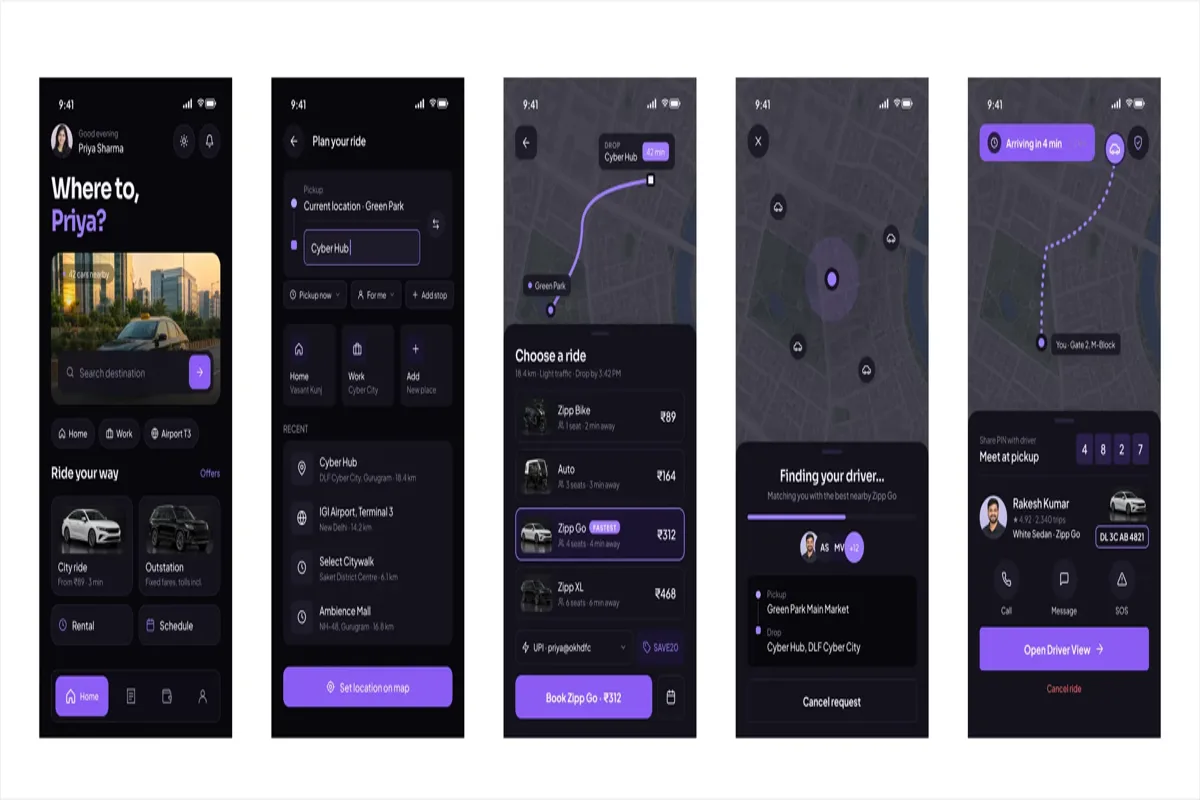 9:41
Good evening
Priya Sharma
Where to,
Priya?
42 cars nearby
Search destination
Home
Work
Airport T3
Ride your way
Offers
City ride
From ₹89 · 3 min
Outstation
Fixed fares, tolls incl.
Rental
Schedule
Home
9:41
Plan your ride
Pickup
Current location · Green Park
Cyber Hub
Pickup now
For me
Add stop
Home
Vasant Kunj
Work
Cyber City
Add
New place
RECENT
Cyber Hub
DLF Cyber City, Gurugram · 18.4 km
IGI Airport, Terminal 3
New Delhi · 14.2 km
Select Citywalk
Saket District Centre · 6.1 km
Ambience Mall
NH-48, Gurugram · 16.8 km
Set location on map
9:41
DROP
Cyber Hub
42 min
Green Park
Choose a ride
18.4 km · Light traffic · Drop by 3:42 PM
Zipp Bike
1 seat · 2 min away
₹89
Auto
3 seats · 3 min away
₹164
Zipp Go
FASTEST
4 seats · 4 min away
₹312
Zipp XL
6 seats · 6 min away
₹468
UPI · priya@okhdfc
SAVE20
Book Zipp Go · ₹312
9:41
Finding your driver...
Matching you with the best nearby Zipp Go
AS
MV
+12
Pickup
Green Park Main Market
Drop
Cyber Hub, DLF Cyber City
Cancel request
9:41
Arriving in 4 min
You · Gate 2, M-Block
Share PIN with driver
Meet at pickup
4 8 2 7
Rakesh Kumar
★ 4.92 · 2,340 trips
White Sedan · Zipp Go
DL 3C AB 4821
Call
Message
SOS
Open Driver View →
Cancel ride